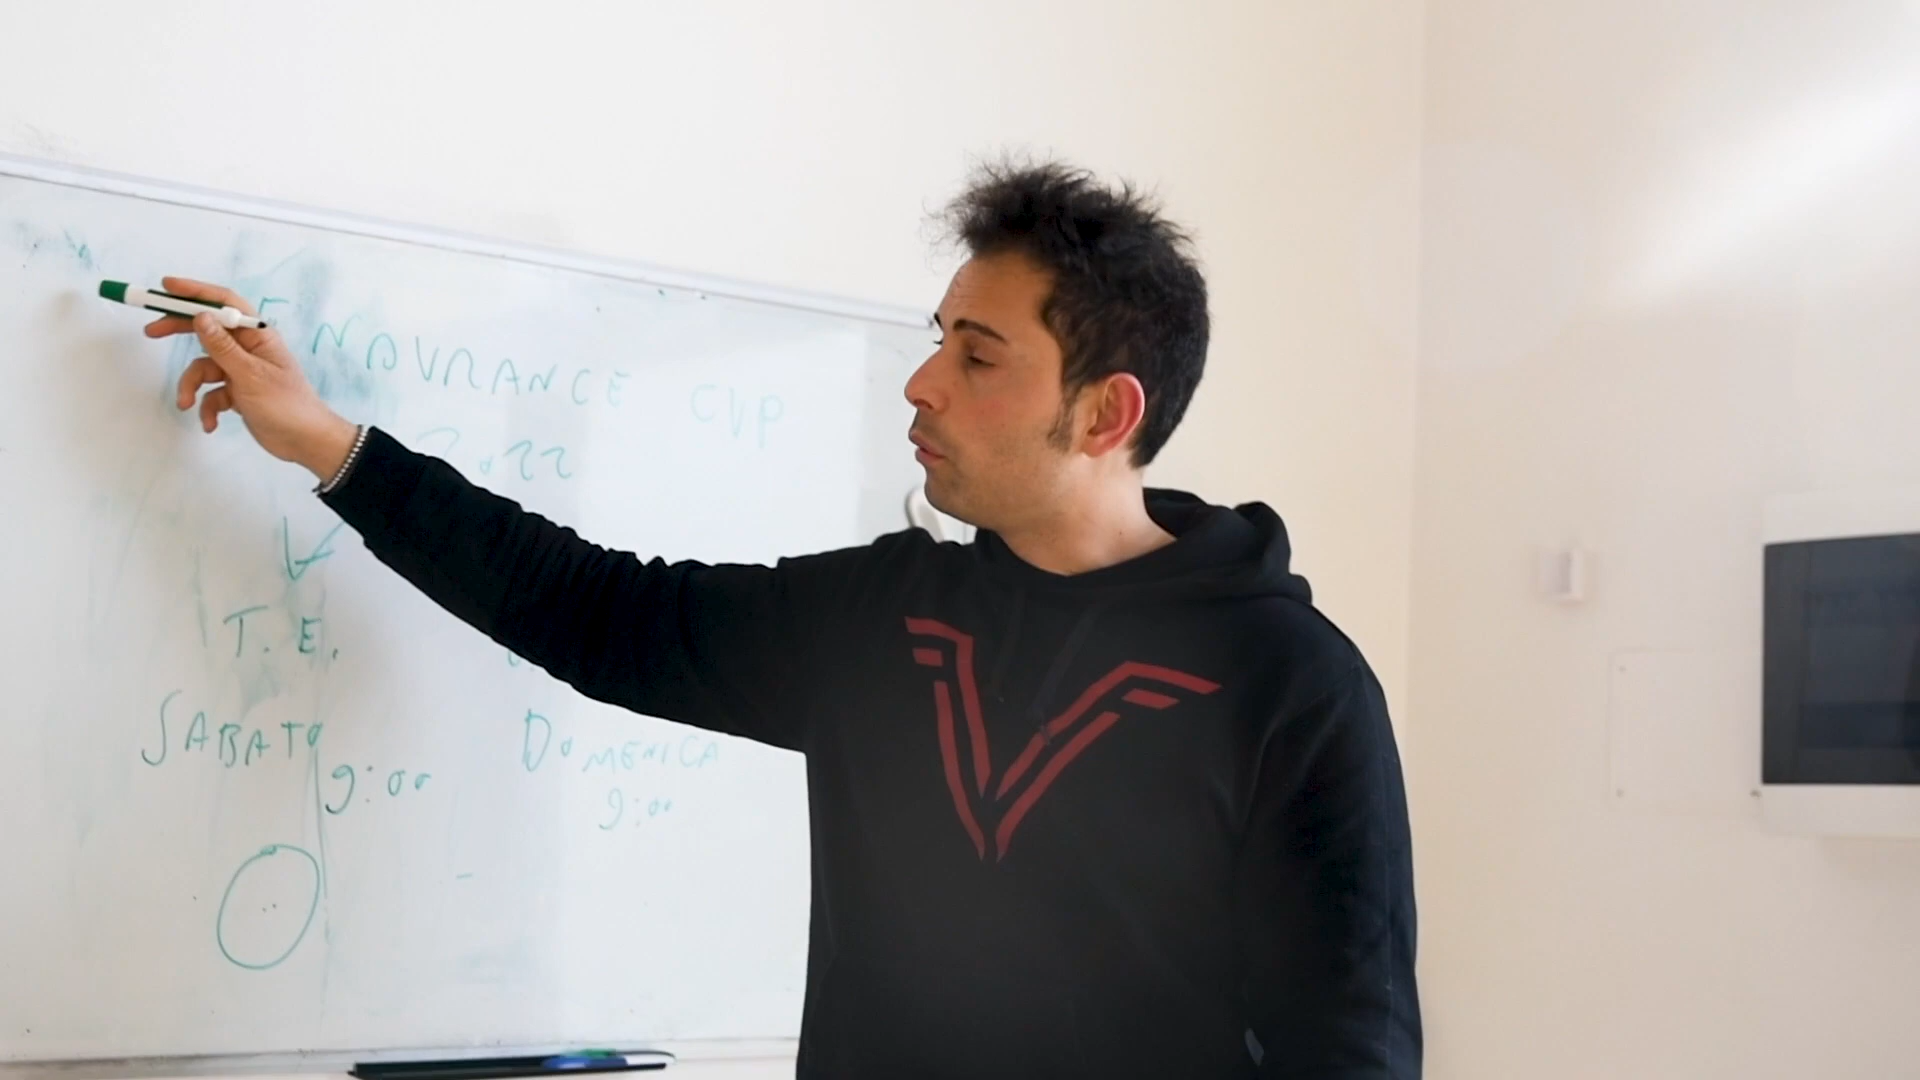 ENDURANCE CUP
2022
T. E.
SABATO 9:00
DOMENICA
9:00